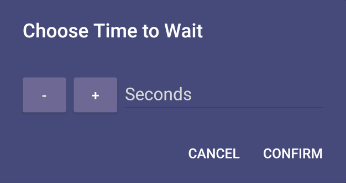 Choose Time to Wait
- + Seconds
CANCEL CONFIRM